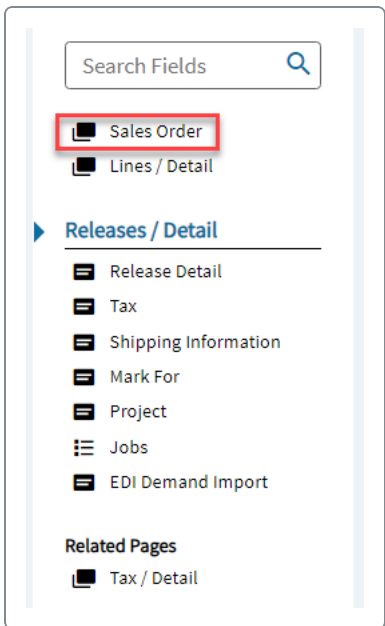 Search Fields
Sales Order
Lines / Detail
Releases / Detail
Release Detail
Tax
Shipping Information
Mark For
Project
Jobs
EDI Demand Import
Related Pages
Tax / Detail